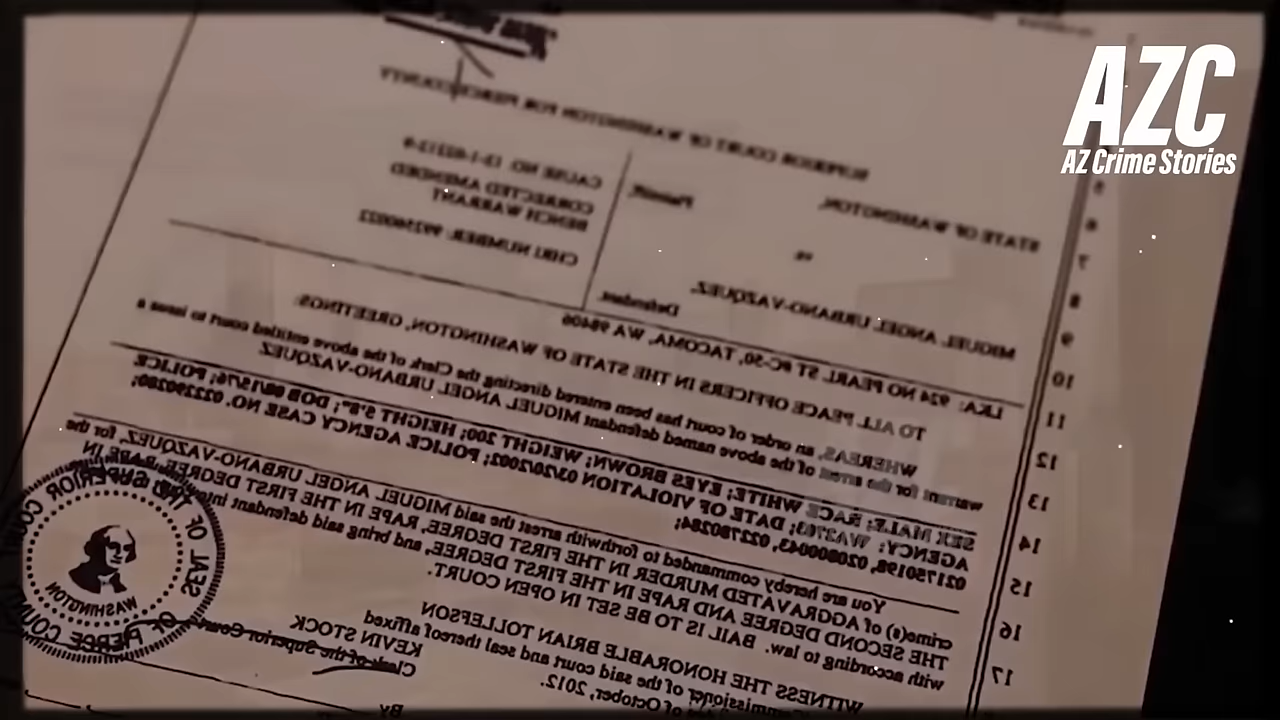 AZC
AZ Crime Stories
SUPERIOR COURT OF WASHINGTON FOR PIERCE COUNTY
STATE OF WASHINGTON,
Plaintiff,
vs
MIGUEL ANGEL URBANO-VAZQUEZ,
Defendant.
CAUSE NO.
CORRECTED AMENDED
BENCH WARRANT
LKA: 924 NO PEARL ST #C-50, TACOMA, WA 98406
TO ALL PEACE OFFICERS IN THE STATE OF WASHINGTON, GREETINGS:
WHEREAS, an order of court has been entered directing the Clerk of the above entitled court to issue a
warrant for the arrest of the above named defendant MIGUEL ANGEL URBANO-VAZQUEZ
SEX: MALE; RACE WHITE; EYES BROWN; WEIGHT 200; HEIGHT 5'8"; DOB 08/15/76; POLICE
AGENCY: DATE OF VIOLATION 03/20/2002; POLICE AGENCY CASE NO. 0222290280;
021750198, 020800043, 022780284;
You are hereby commanded to forthwith arrest the said MIGUEL ANGEL URBANO-VAZQUEZ, for the
crime(s) of AGGRAVATED MURDER IN THE FIRST DEGREE, RAPE IN THE FIRST DEGREE, RAPE IN
THE SECOND DEGREE AND RAPE IN THE FIRST DEGREE, and bring said defendant
with according to law. BAIL IS TO BE SET IN OPEN COURT.
WITNESS THE HONORABLE BRIAN TOLLEFSON
of the said court and seal thereof affixed
of October, 2012.
KEVIN STOCK
Clerk of the Superior Court
By
SEAL OF THE SUPERIOR COURT OF PIERCE COUNTY
WASHINGTON
5
6
7
8
9
10
11
12
13
14
15
16
17